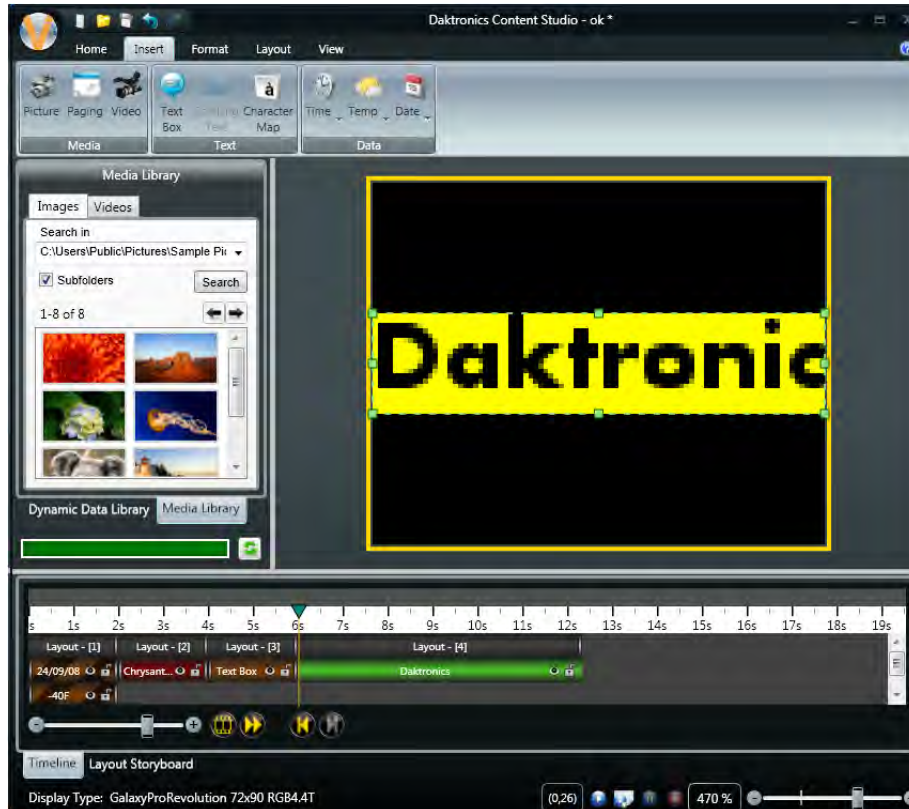 Daktronics Content Studio - ok *
Home Insert Format Layout View
Picture Paging Video Text Box Character Map Time Temp Date
Media Text Data
Media Library
Images Videos
Search in
C:\Users\Public\Pictures\Sample Pic
Subfolders Search
1-8 of 8
Daktronic
Dynamic Data Library Media Library
s 1s 2s 3s 4s 5s 6s 7s 8s 9s 10s 11s 12s 13s 14s 15s 16s 17s 18s 19s
Layout - [1] Layout - [2] Layout - [3] Layout - [4]
24/09/08 Chrysant... Text Box Daktronics
-40F
Timeline Layout Storyboard
Display Type: GalaxyProRevolution 72x90 RGB4.4T (0,26) 470 %